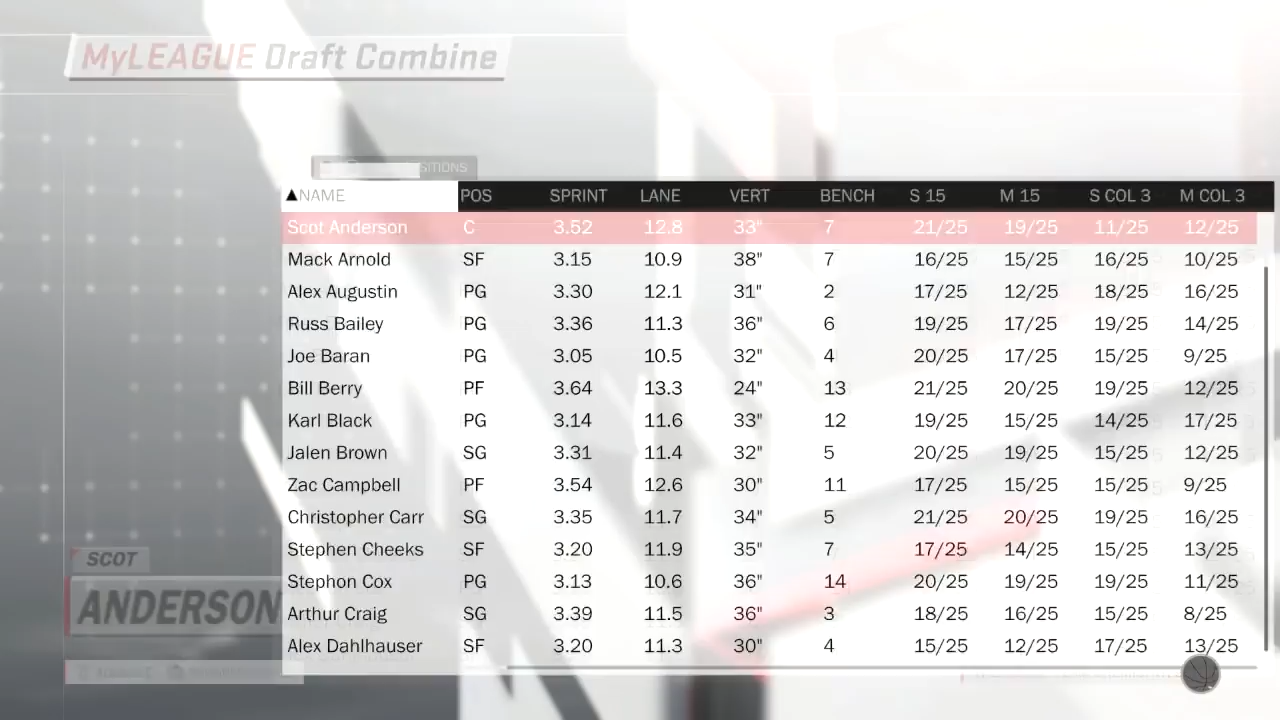 MyLEAGUE Draft Combine
SITIONS
▲NAME POS SPRINT LANE VERT BENCH S 15 M 15 S COL 3 M COL 3
Scot Anderson C 3.52 12.8 33" 7 21/25 19/25 11/25 12/25
Mack Arnold SF 3.15 10.9 38" 7 16/25 15/25 16/25 10/25
Alex Augustin PG 3.30 12.1 31" 2 17/25 12/25 18/25 16/25
Russ Bailey PG 3.36 11.3 36" 6 19/25 17/25 19/25 14/25
Joe Baran PG 3.05 10.5 32" 4 20/25 17/25 15/25 9/25
Bill Berry PF 3.64 13.3 24" 13 21/25 20/25 19/25 12/25
Karl Black PG 3.14 11.6 33" 12 19/25 15/25 14/25 17/25
Jalen Brown SG 3.31 11.4 32" 5 20/25 19/25 15/25 12/25
Zac Campbell PF 3.54 12.6 30" 11 17/25 15/25 15/25 9/25
Christopher Carr SG 3.35 11.7 34" 5 21/25 20/25 19/25 16/25
Stephen Cheeks SF 3.20 11.9 35" 7 17/25 14/25 15/25 13/25
Stephon Cox PG 3.13 10.6 36" 14 20/25 19/25 19/25 11/25
Arthur Craig SG 3.39 11.5 36" 3 18/25 16/25 15/25 8/25
Alex Dahlhauser SF 3.20 11.3 30" 4 15/25 12/25 17/25 13/25
SCOT
ANDERSON